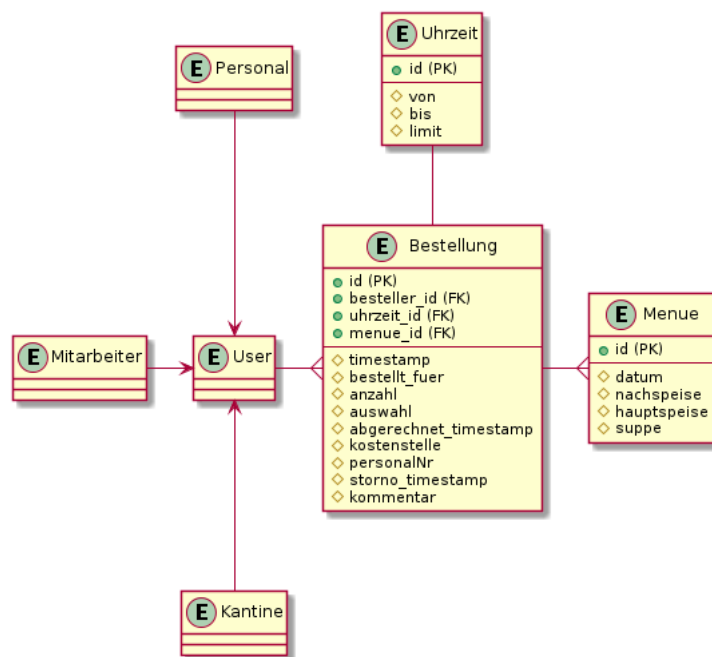 E Uhrzeit
id (PK)
von
bis
limit
E Personal
E Bestellung
id (PK)
besteller_id (FK)
uhrzeit_id (FK)
menue_id (FK)
timestamp
bestellt_fuer
anzahl
auswahl
abgerechnet_timestamp
kostenstelle
personalNr
storno_timestamp
kommentar
E Menue
id (PK)
datum
nachspeise
hauptspeise
suppe
E Mitarbeiter
E User
E Kantine